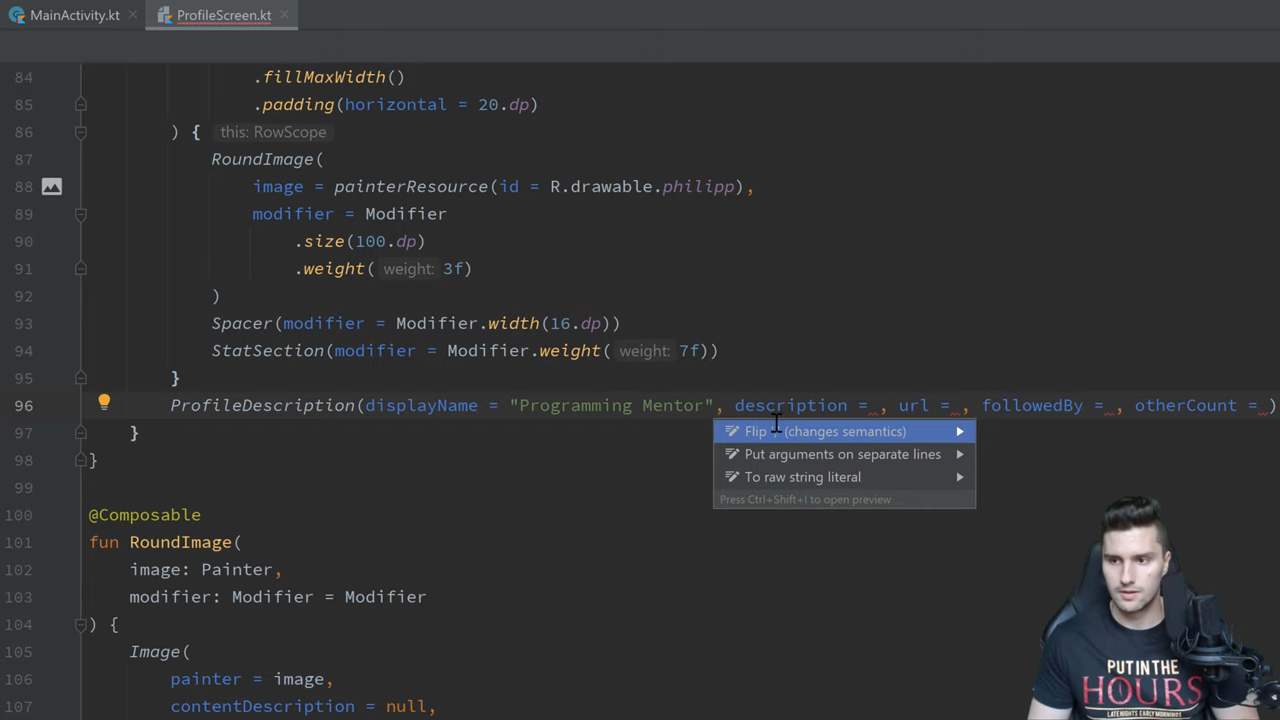 MainActivity.kt
ProfileScreen.kt
84 .fillMaxWidth()
85 .padding(horizontal = 20.dp)
86 ) { this: RowScope
87 RoundImage(
88 image = painterResource(id = R.drawable.philipp),
89 modifier = Modifier
90 .size(100.dp)
91 .weight( weight: 3f)
92 )
93 Spacer(modifier = Modifier.width(16.dp))
94 StatSection(modifier = Modifier.weight( weight: 7f))
95 }
96 ProfileDescription(displayName = "Programming Mentor", description = , url = , followedBy = , otherCount = )
97 }
Flip ',' (changes semantics)
98 }
Put arguments on separate lines
To raw string literal
99
Press Ctrl+Shift+I to open preview
100 @Composable
101 fun RoundImage(
102 image: Painter,
103 modifier: Modifier = Modifier
104 ) {
105 Image(
106 painter = image,
107 contentDescription = null,
PUT IN THE
HOURS
LATE NIGHTS EARLY MORNINGS